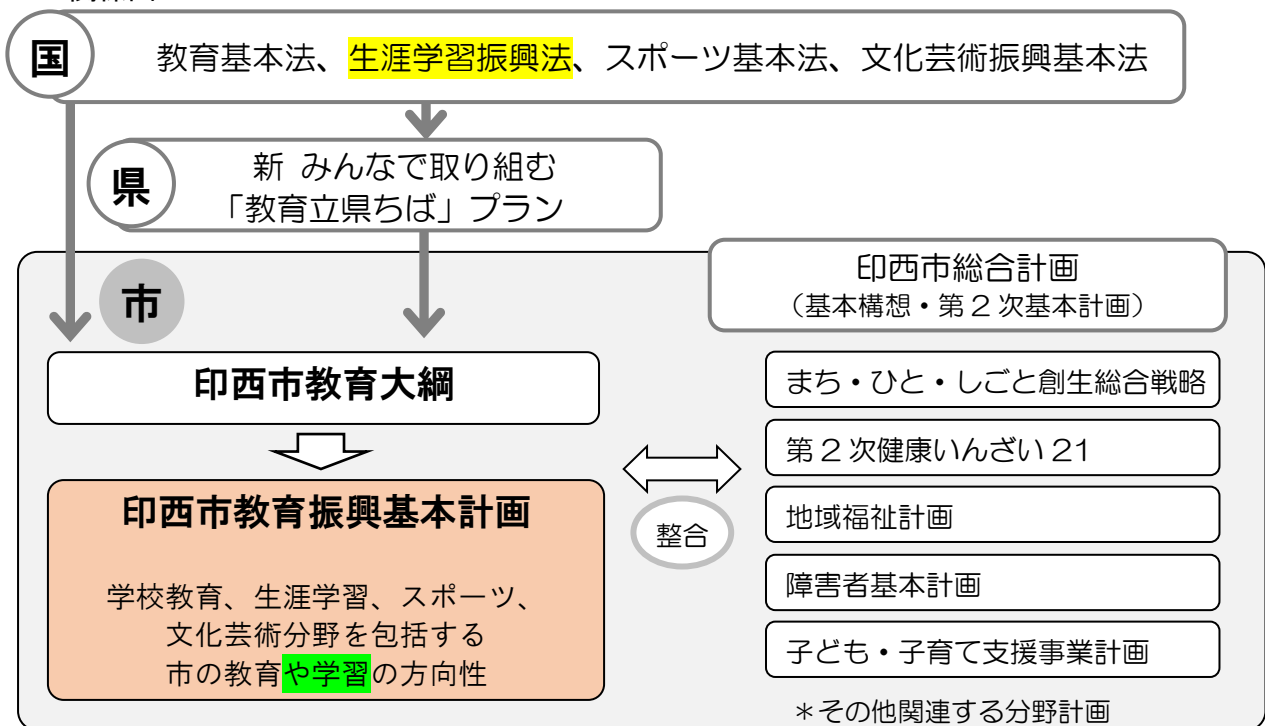 国
教育基本法、生涯学習振興法、スポーツ基本法、文化芸術振興基本法
県
新 みんなで取り組む
「教育立県ちば」プラン
市
印西市総合計画
（基本構想・第２次基本計画）
印西市教育大綱
印西市教育振興基本計画
学校教育、生涯学習、スポーツ、
文化芸術分野を包括する
市の教育や学習の方向性
整合
まち・ひと・しごと創生総合戦略
第２次健康いんざい 21
地域福祉計画
障害者基本計画
子ども・子育て支援事業計画
＊その他関連する分野計画